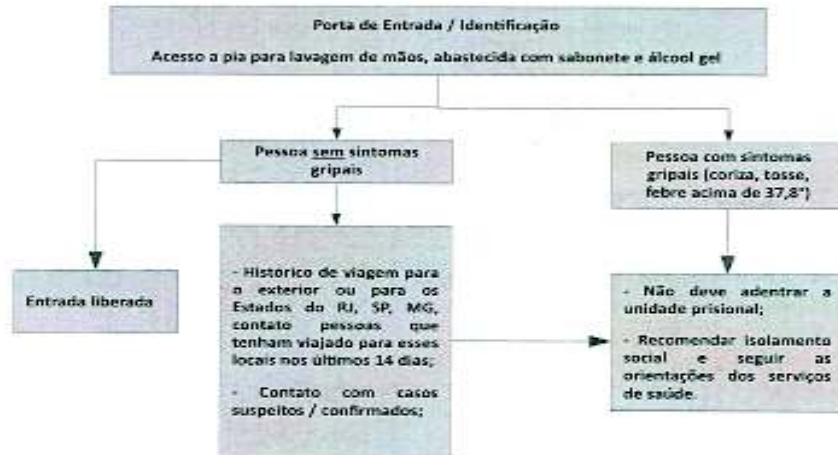 Porta de Entrada / Identificação
Acesso a pia para lavagem de mãos, abastecida com sabonete e álcool gel
Pessoa sem sintomas
gripais
Pessoa com sintomas
gripais (coriza, tosse,
febre acima de 37,8°)
Entrada liberada
- Histórico de viagem para
o exterior ou para os
Estados do RJ, SP, MG,
contato pessoas que
tenham viajado para esses
locais nos últimos 14 dias;
- Contato com casos
suspeitos / confirmados;
- Não deve adentrar a
unidade prisional;
- Recomendar isolamento
social e seguir as
orientações dos serviços
de saúde.